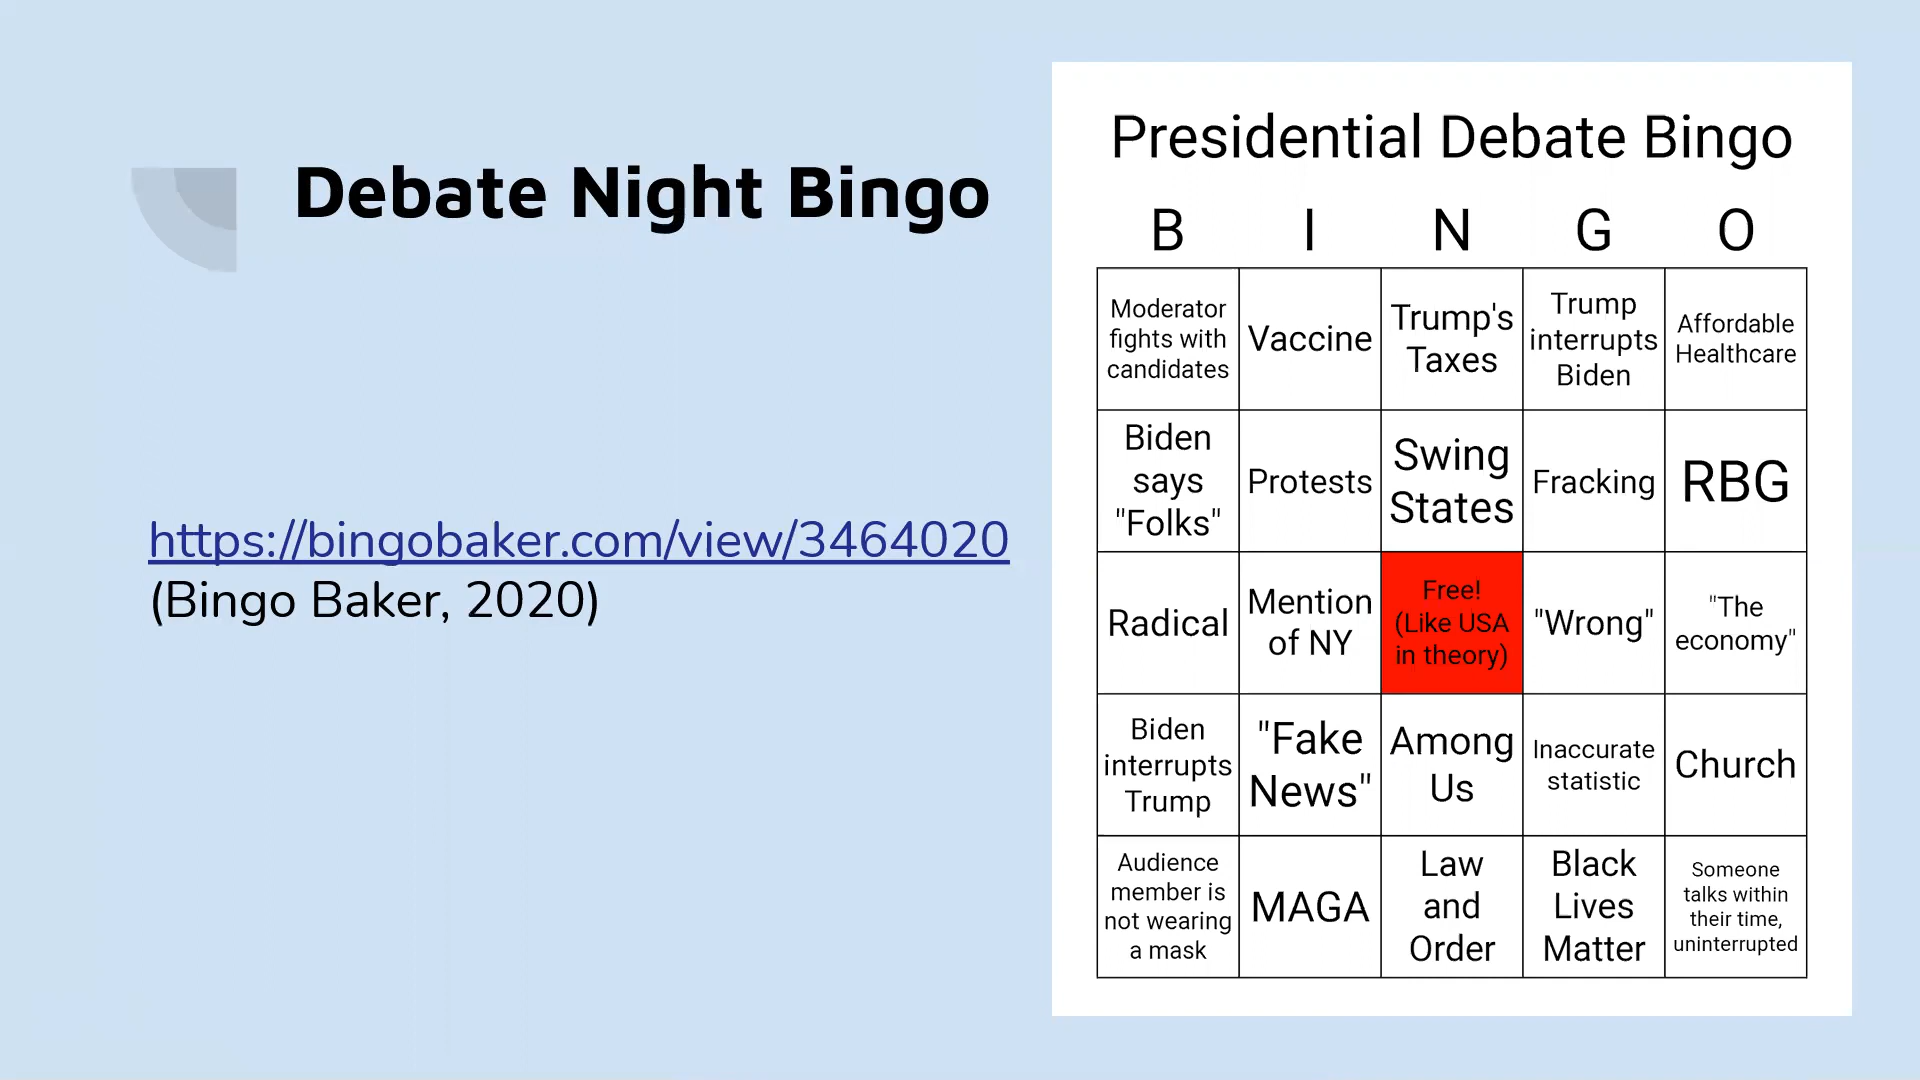 Debate Night Bingo
https://bingobaker.com/view/3464020
(Bingo Baker, 2020)
Presidential Debate Bingo
B I N G O
Moderator
fights with
candidates
Vaccine
Trump's
Taxes
Trump
interrupts
Biden
Affordable
Healthcare
Biden
says
"Folks"
Protests
Swing
States
Fracking
RBG
Radical
Mention
of NY
Free!
(Like USA
in theory)
"Wrong"
"The
economy"
Biden
interrupts
Trump
"Fake
News"
Among
Us
Inaccurate
statistic
Church
Audience
member is
not wearing
a mask
MAGA
Law
and
Order
Black
Lives
Matter
Someone
talks within
their time,
uninterrupted